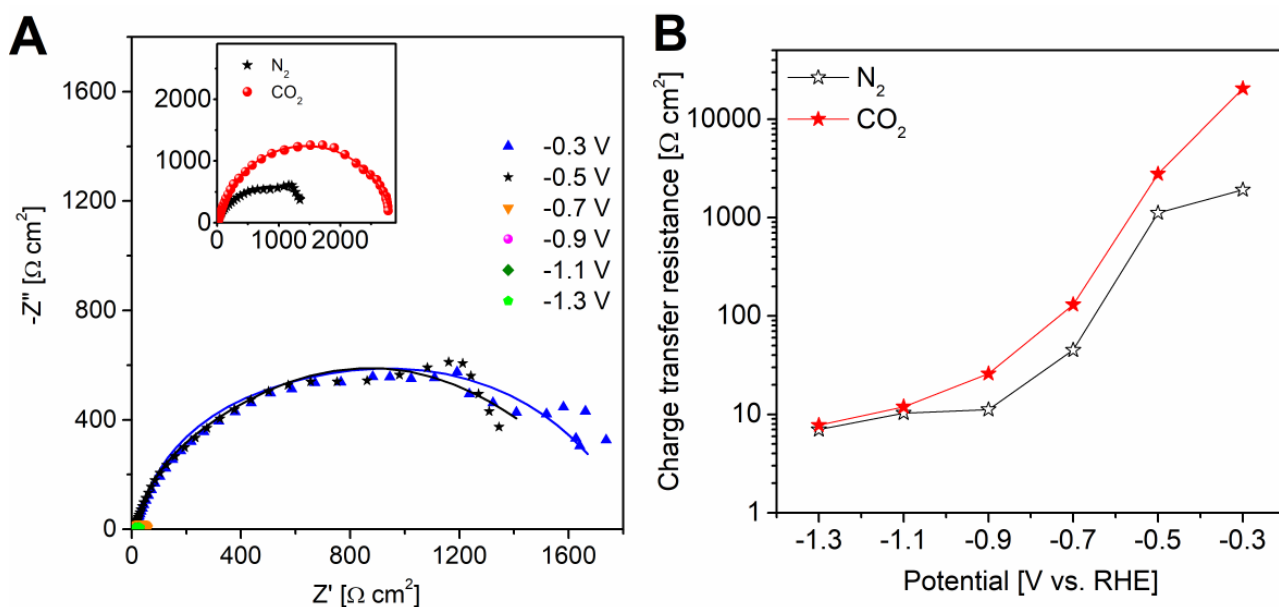 A
-Z'' [Ω cm²]
1600
1200
800
400
0
N₂
CO₂
2000
1000
0
0 1000 2000
-0.3 V
-0.5 V
-0.7 V
-0.9 V
-1.1 V
-1.3 V
0 400 800 1200 1600
Z' [Ω cm²]
B
Charge transfer resistance [Ω cm²]
N₂
CO₂
10000
1000
100
10
1
-1.3 -1.1 -0.9 -0.7 -0.5 -0.3
Potential [V vs. RHE]